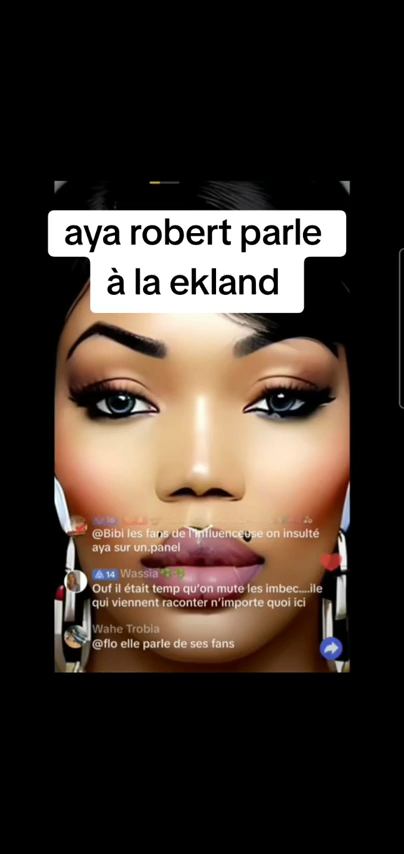 aya robert parle
à la ekland
@Bibi les fans de l'influenceuse on insulté
aya sur un.panel
14 Wassia
Ouf il était temp qu'on mute les imbec....ile
qui viennent raconter n'importe quoi ici
Wahe Trobia
@flo elle parle de ses fans